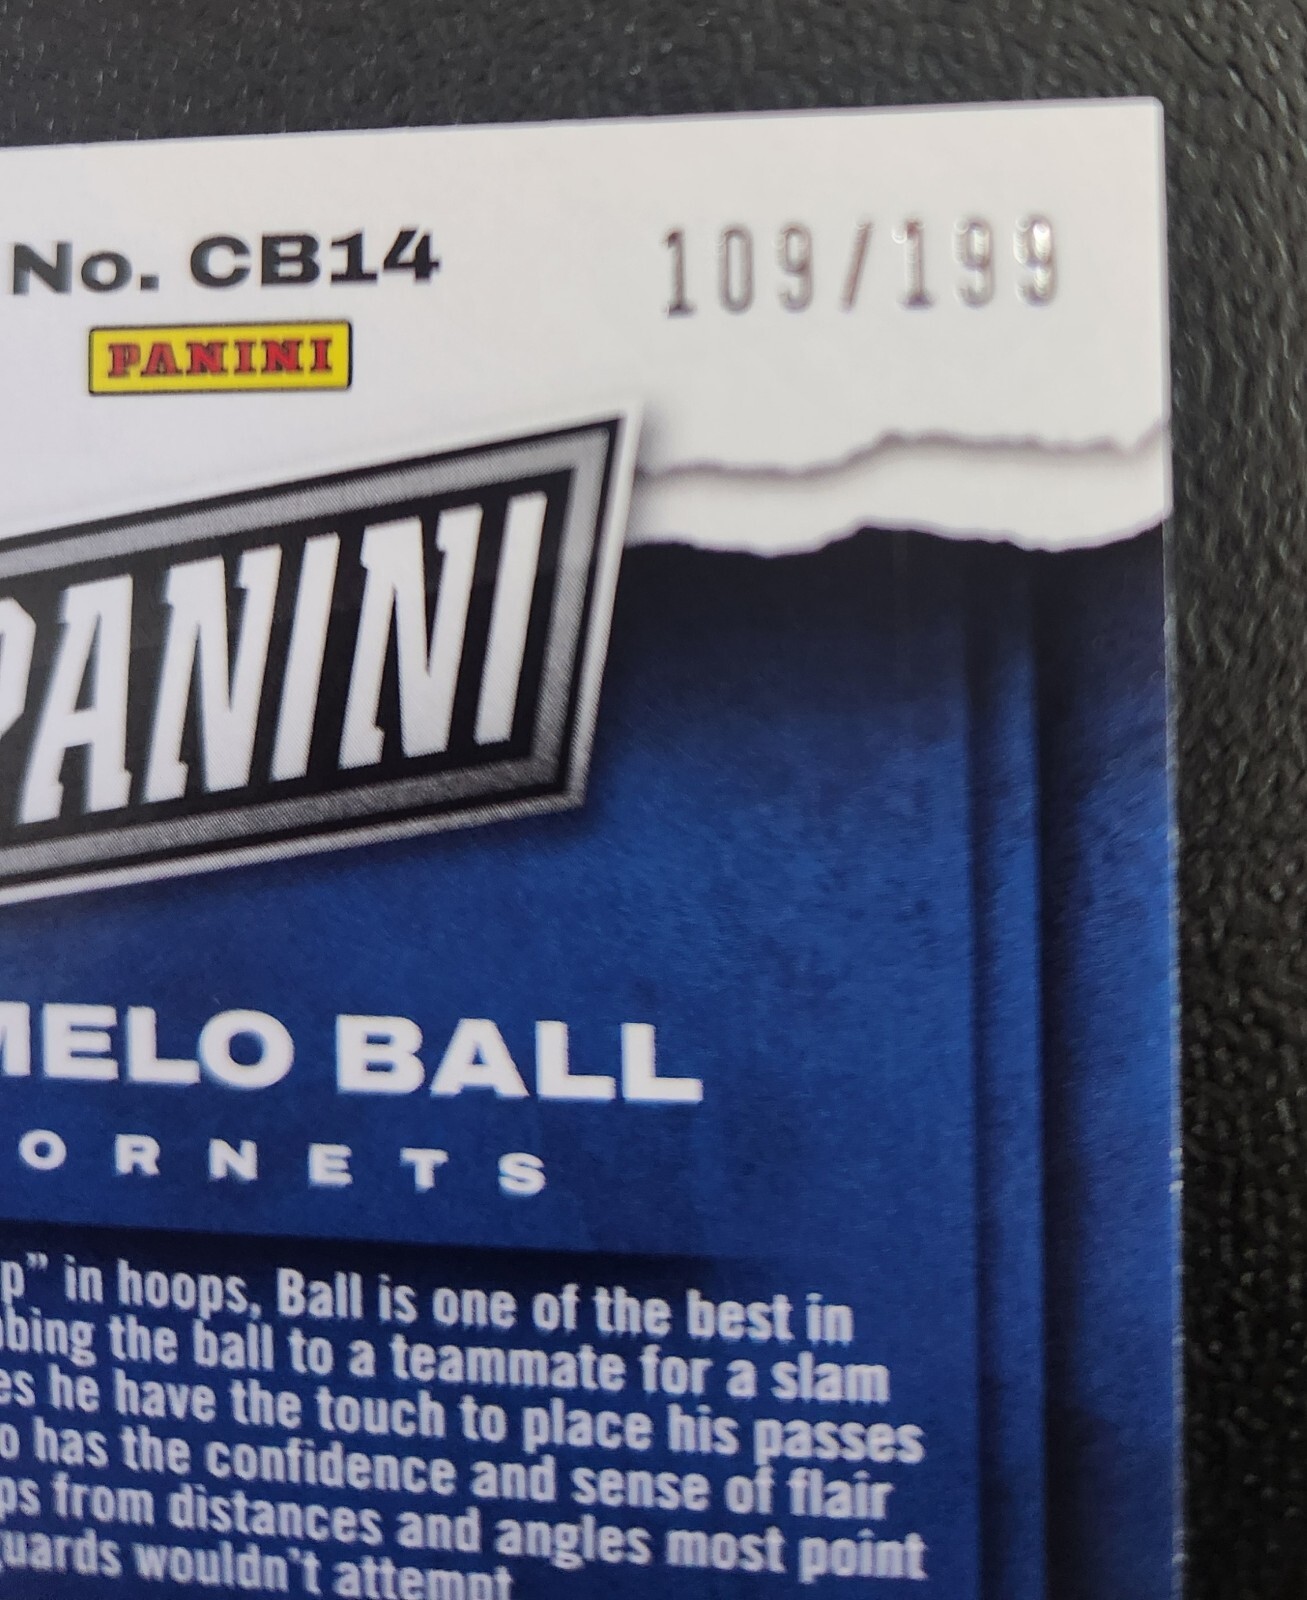 No. CB14
109/199
PANINI
PANINI
MELO BALL
ORNETS
p” in hoops, Ball is one of the best in
bing the ball to a teammate for a slam
es he have the touch to place his passes
o has the confidence and sense of flair
ps from distances and angles most point
uards wouldn't attempt